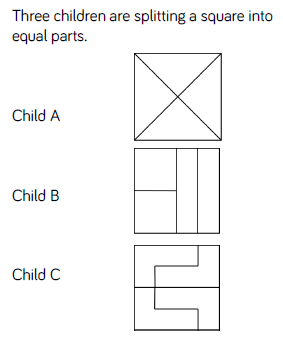 Three children are splitting a square into
equal parts.
Child A
Child B
Child C